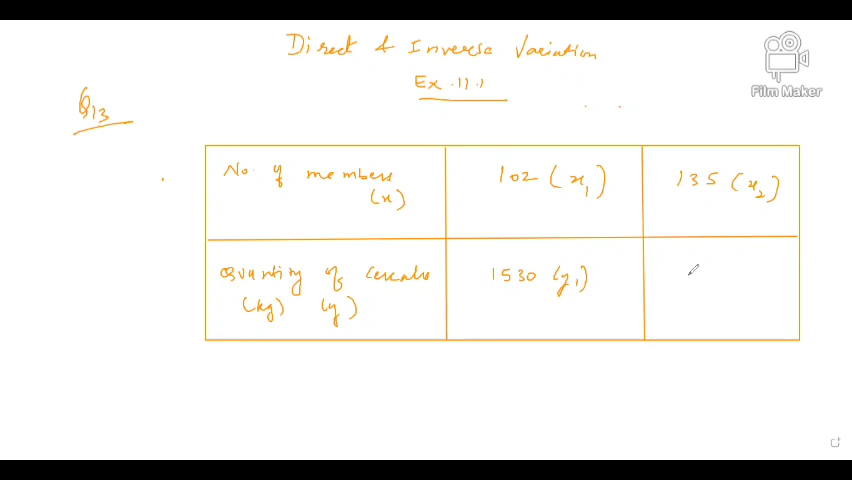 Direct & Inverse Variation
Ex. 11.1
Film Maker
Q13
No. of members 102 (x1) 135 (x2)
(x)
Quantity of Cereals 1530 (y1)
(kg) (y)